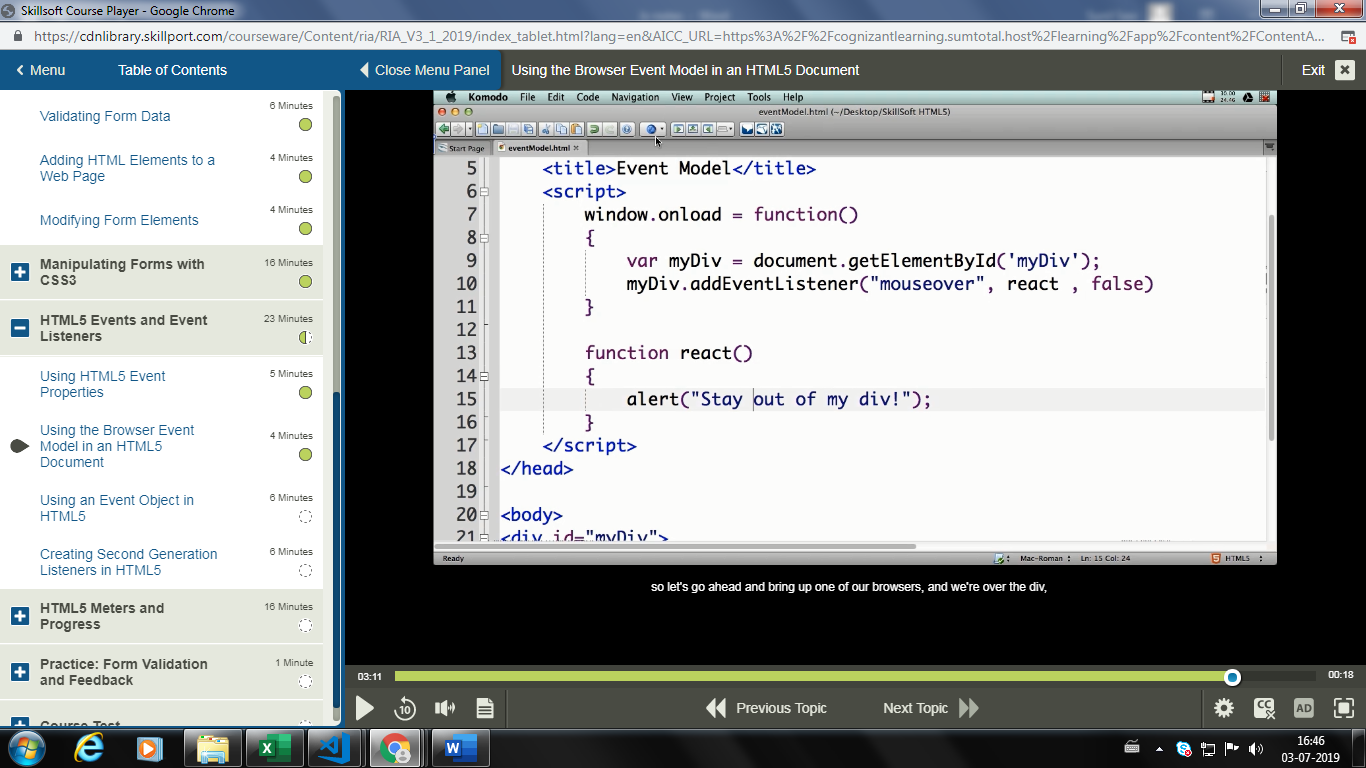 Skillsoft Course Player - Google Chrome
https://cdnlibrary.skillport.com/courseware/Content/ria/RIA_V3_1_2019/index_tablet.html?lang=en&AICC_URL=https%3A%2F%2Fcognizantlearning.sumtotal.host%2Flearning%2Fapp%2Fcontent%2FContentA...
Menu
Table of Contents
Close Menu Panel
Using the Browser Event Model in an HTML5 Document
Exit
Validating Form Data
6 Minutes
Adding HTML Elements to a
Web Page
4 Minutes
Modifying Form Elements
4 Minutes
Manipulating Forms with
CSS3
16 Minutes
HTML5 Events and Event
Listeners
23 Minutes
Using HTML5 Event
Properties
5 Minutes
Using the Browser Event
Model in an HTML5
Document
4 Minutes
Using an Event Object in
HTML5
6 Minutes
Creating Second Generation
Listeners in HTML5
6 Minutes
HTML5 Meters and
Progress
16 Minutes
Practice: Form Validation
and Feedback
1 Minute
Course Test
Komodo File Edit Code Navigation View Project Tools Help
eventModel.html (~/Desktop/SkillSoft HTML5)
Start Page
eventModel.html
5 <title>Event Model</title>
6 <script>
7 window.onload = function()
8 {
9 var myDiv = document.getElementById('myDiv');
10 myDiv.addEventListener("mouseover", react , false)
11 }
12
13 function react()
14 {
15 alert("Stay out of my div!");
16 }
17 </script>
18 </head>
19
20 <body>
21 <div id="myDiv">
Ready
Mac-Roman
Ln: 15 Col: 24
HTML5
so let's go ahead and bring up one of our browsers, and we're over the div,
03:11
00:18
10
Previous Topic
Next Topic
CC
AD
16:46
03-07-2019